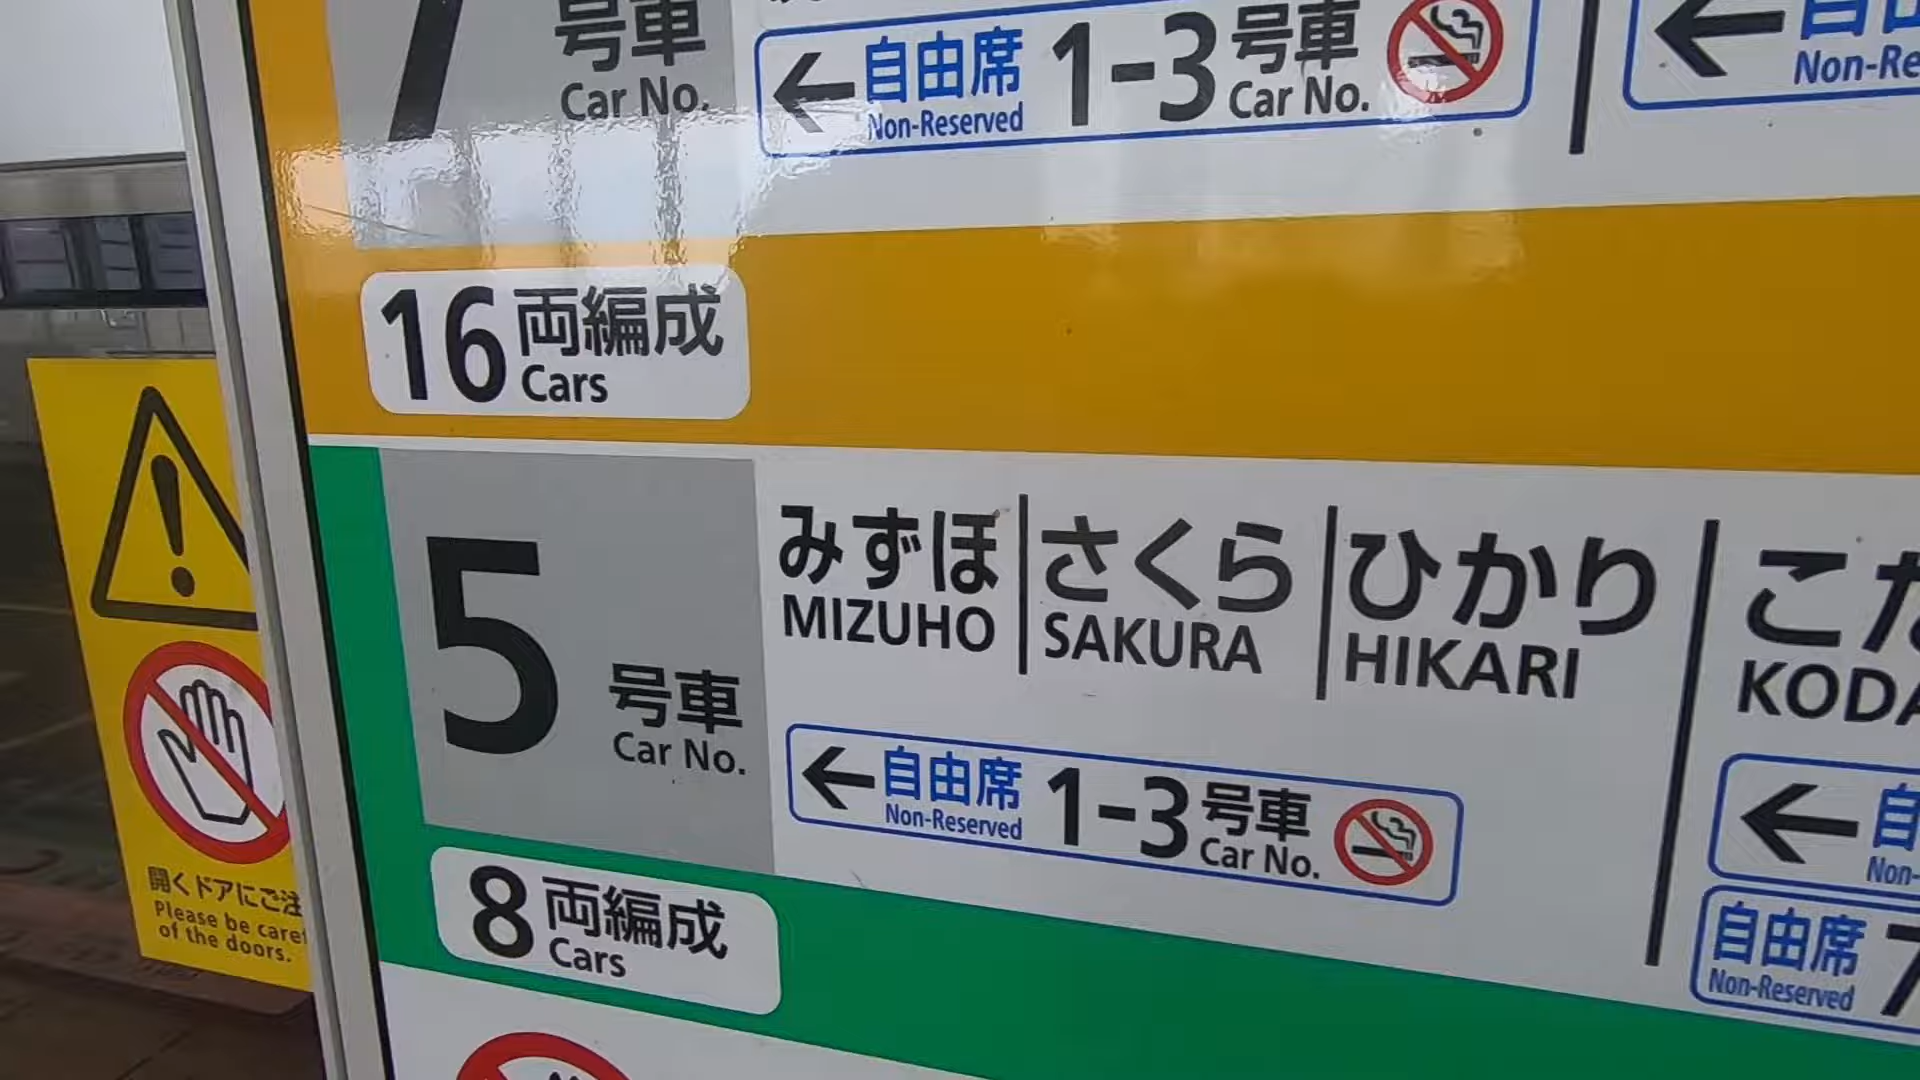 7 号車
Car No.
← 自由席 1-3 号車
Non-Reserved Car No.
← 自由
Non-Re
16 両編成
Cars
5 号車
Car No.
みずほ さくら ひかり こだ
MIZUHO SAKURA HIKARI KODA
← 自由席 1-3 号車
Non-Reserved Car No.
← 自
Non-
自由席 7
Non-Reserved
8 両編成
Cars
開くドアにご注
Please be caref
of the doors.